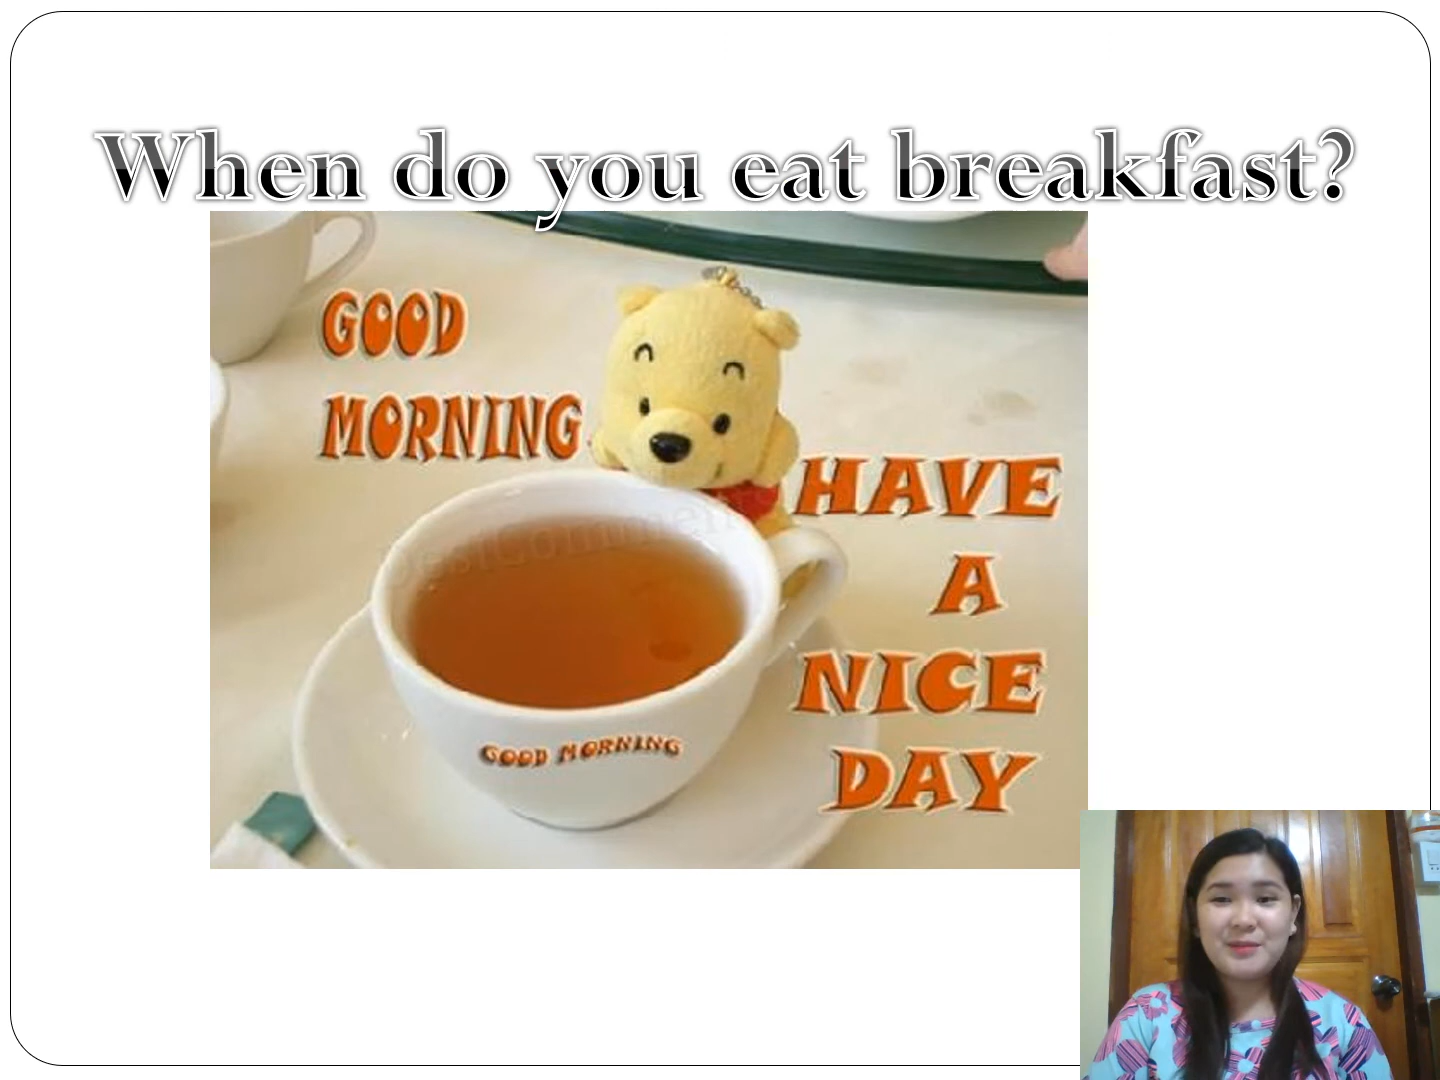 When do you eat breakfast?
GOOD
MORNING
HAVE
A
NICE
DAY
GOOD MORNING